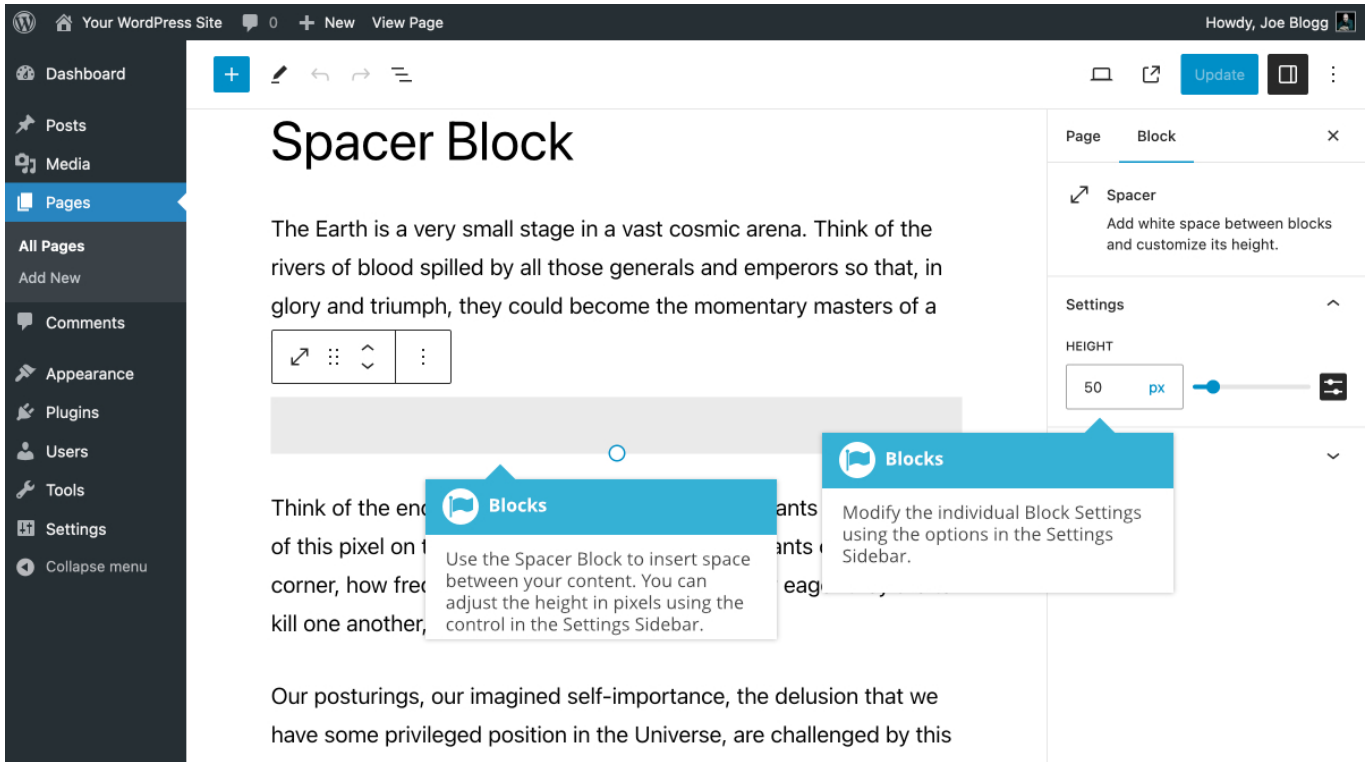 Your WordPress Site 0 New View Page Howdy, Joe Blogg
Dashboard
Posts
Media
Pages
All Pages
Add New
Comments
Appearance
Plugins
Users
Tools
Settings
Collapse menu
Update
Spacer Block
The Earth is a very small stage in a vast cosmic arena. Think of the
rivers of blood spilled by all those generals and emperors so that, in
glory and triumph, they could become the momentary masters of a
Think of the
ants
of this pixel on
corner, how
kill one another,
Blocks
Use the Spacer Block to insert space
between your content. You can
adjust the height in pixels using the
control in the Settings Sidebar.
Our posturings, our imagined self-importance, the delusion that we
have some privileged position in the Universe, are challenged by this
Page Block
Spacer
Add white space between blocks
and customize its height.
Settings
HEIGHT
50 px
Blocks
Modify the individual Block Settings
using the options in the Settings
Sidebar.